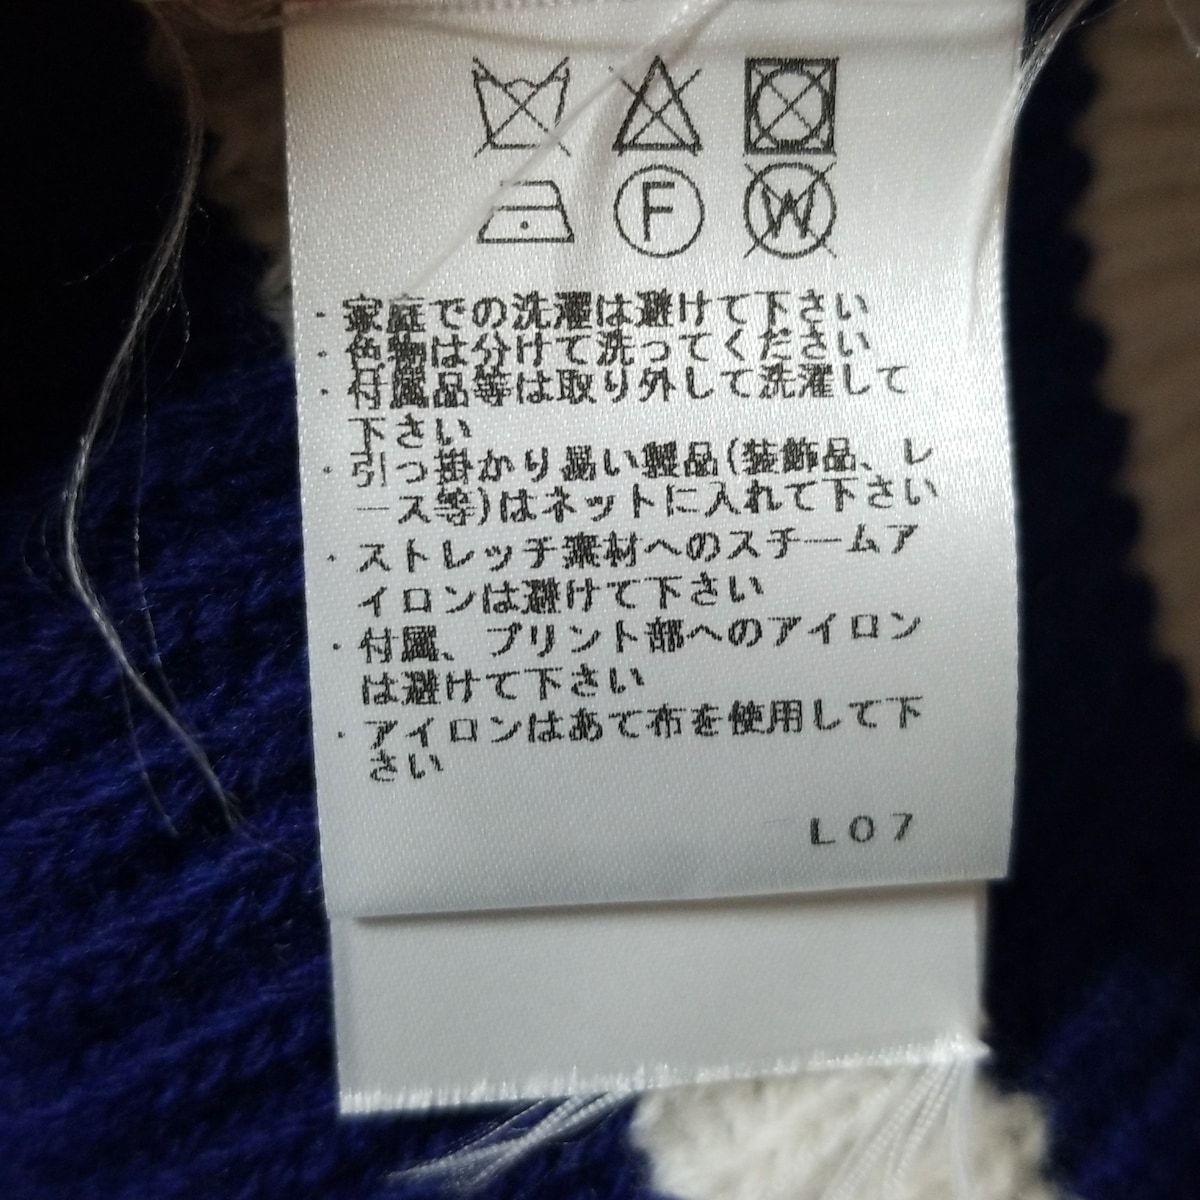 F W
・家庭での洗濯は避けて下さい
・色物は分けて洗ってください
・付属品等は取り外して洗濯して
下さい
・引っ掛かり易い製品(装飾品、レ
ース等)はネットに入れて下さい
・ストレッチ素材へのスチームア
イロンは避けて下さい
・付属、プリント部へのアイロン
は避けて下さい
・アイロンはあて布を使用して下
さい
L07